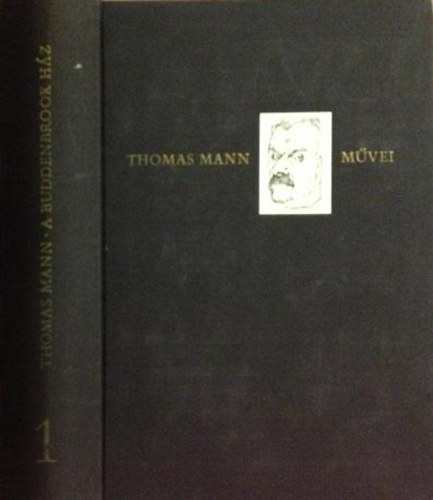 THOMAS MANN · A BUDDENBROOK HÁZ
1
THOMAS MANN MŰVEI